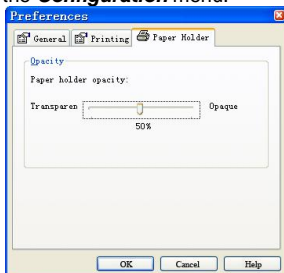 the Configuration menu.
Preferences
General Printing Paper Holder
Opacity
Paper holder opacity:
Transparen Opaque
50%
OK Cancel Help